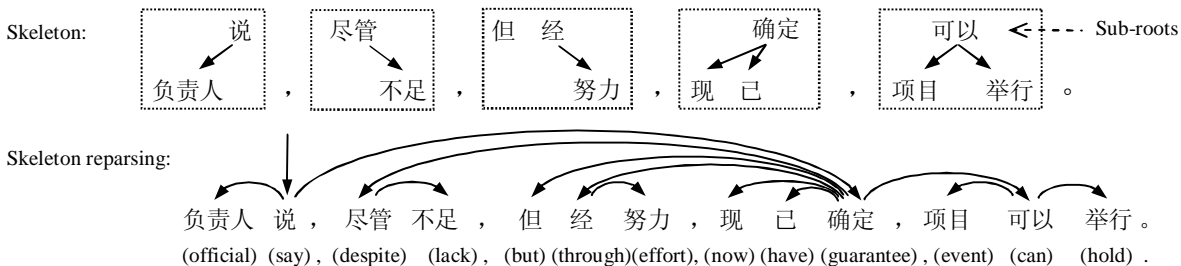 Skeleton: 说 尽管 但 经 确定 可以 Sub-roots
负责人 , 不足 , 努力 , 现 已 , 项目 举行 。
Skeleton reparsing:
负责人 说 , 尽管 不足 , 但 经 努力 , 现 已 确定 , 项目 可以 举行 。
(official) (say) , (despite) (lack) , (but) (through)(effort), (now) (have) (guarantee) , (event) (can) (hold) .